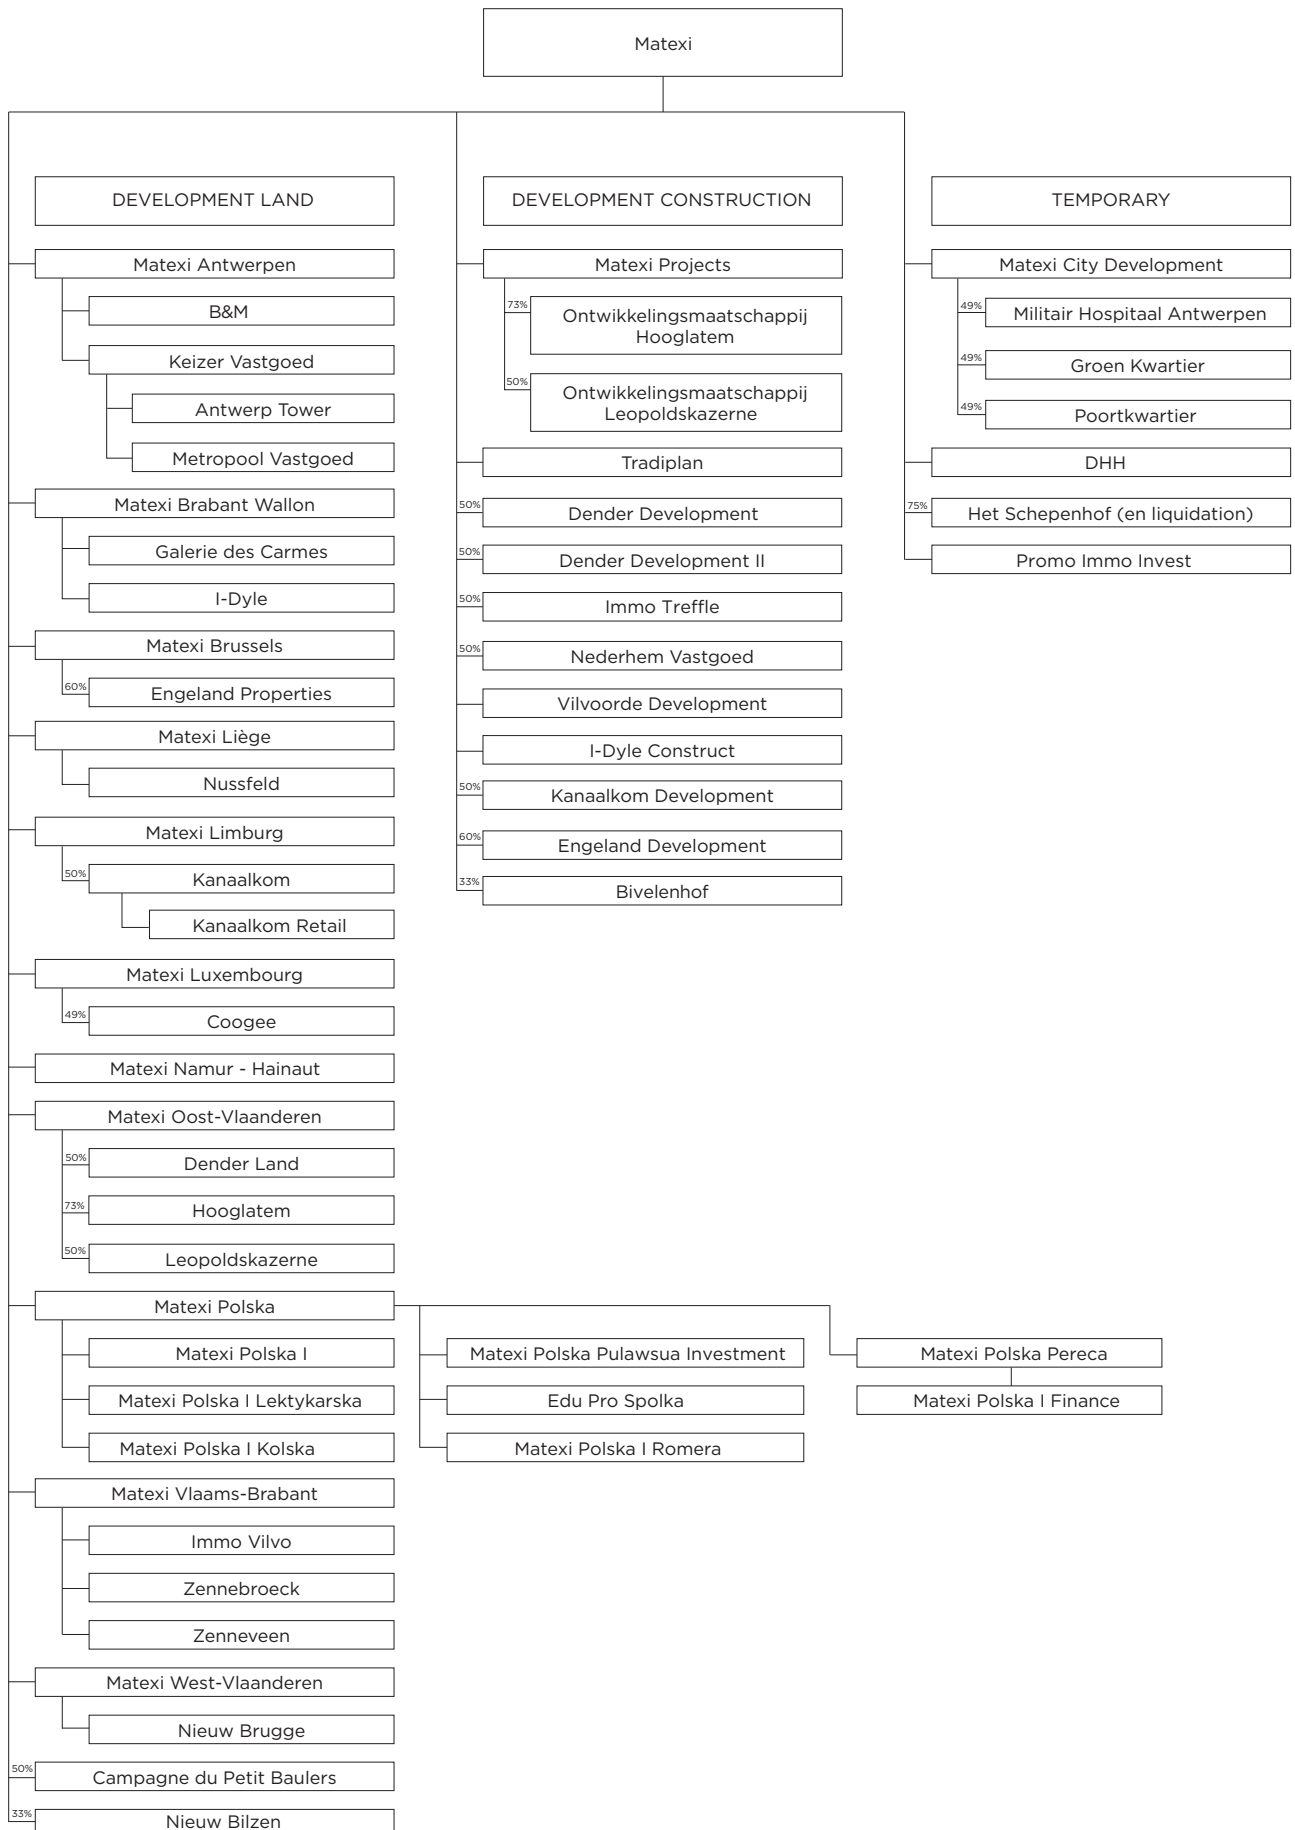 Matexi
DEVELOPMENT LAND
Matexi Antwerpen
B&M
Keizer Vastgoed
Antwerp Tower
Metropool Vastgoed
Matexi Brabant Wallon
Galerie des Carmes
I-Dyle
Matexi Brussels
60%
Engeland Properties
Matexi Liège
Nussfeld
Matexi Limburg
50%
Kanaalkom
Kanaalkom Retail
Matexi Luxembourg
49%
Coogee
Matexi Namur - Hainaut
Matexi Oost-Vlaanderen
50%
Dender Land
73%
Hooglatem
50%
Leopoldskazerne
Matexi Polska
Matexi Polska I
Matexi Polska I Lektykarska
Matexi Polska I Kolska
Matexi Polska Pulawsua Investment
Edu Pro Spolka
Matexi Polska I Romera
Matexi Polska Pereca
Matexi Polska I Finance
Matexi Vlaams-Brabant
Immo Vilvo
Zennebroeck
Zenneveen
Matexi West-Vlaanderen
Nieuw Brugge
50%
Campagne du Petit Baulers
33%
Nieuw Bilzen
DEVELOPMENT CONSTRUCTION
Matexi Projects
73%
Ontwikkelingsmaatschappij
Hooglatem
50%
Ontwikkelingsmaatschappij
Leopoldskazerne
Tradiplan
50%
Dender Development
50%
Dender Development II
50%
Immo Treffle
50%
Nederhem Vastgoed
Vilvoorde Development
I-Dyle Construct
50%
Kanaalkom Development
60%
Engeland Development
33%
Bivelenhof
TEMPORARY
Matexi City Development
49%
Militair Hospitaal Antwerpen
49%
Groen Kwartier
49%
Poortkwartier
DHH
75%
Het Schepenhof (en liquidation)
Promo Immo Invest